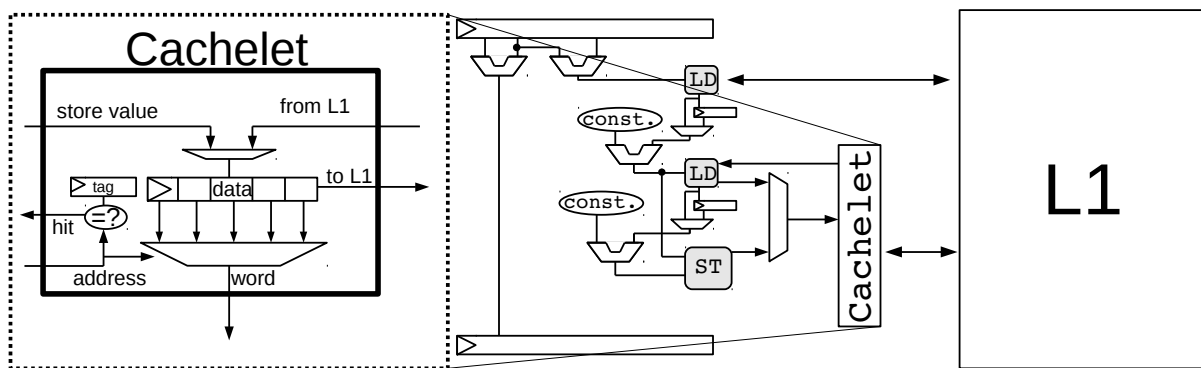 Cachelet
store value
from L1
tag
data
to L1
=?
hit
address
word
LD
const.
LD
const.
ST
Cachelet
L1